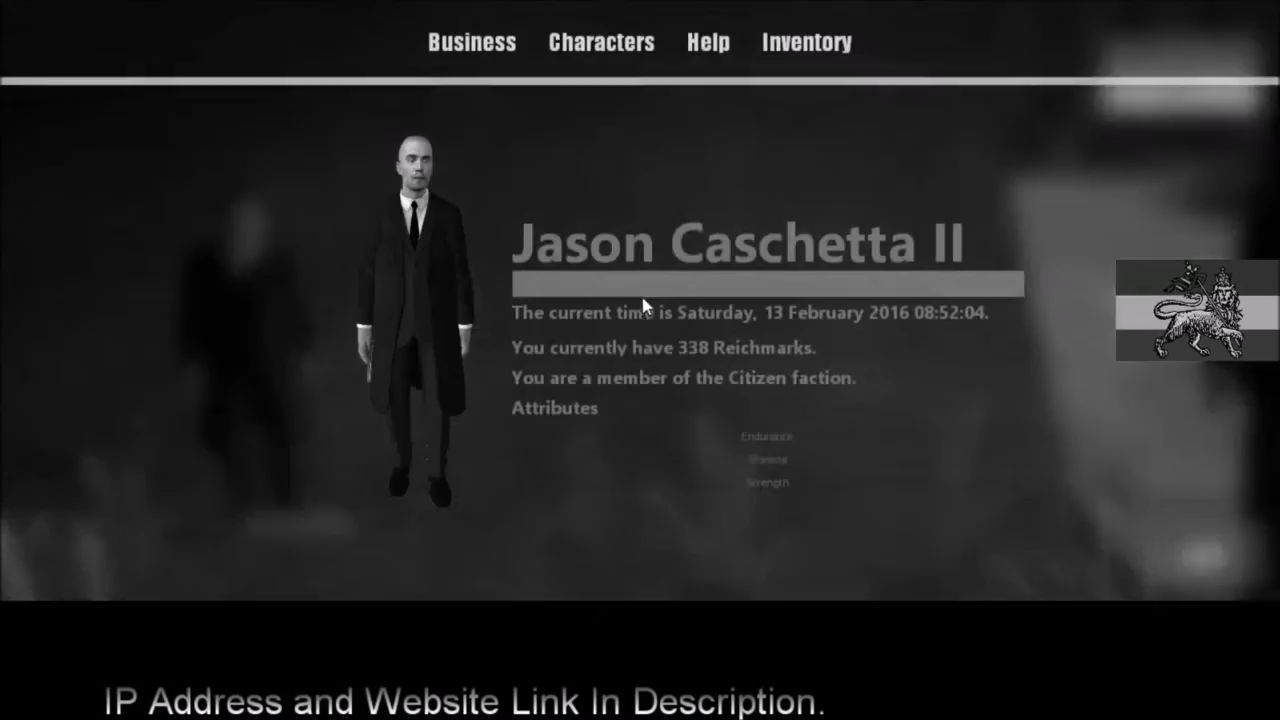 Business Characters Help Inventory
Jason Caschetta II
The current time is Saturday, 13 February 2016 08:52:04.
You currently have 338 Reichmarks.
You are a member of the Citizen faction.
Attributes
Endurance
Stamina
Strength
IP Address and Website Link In Description.